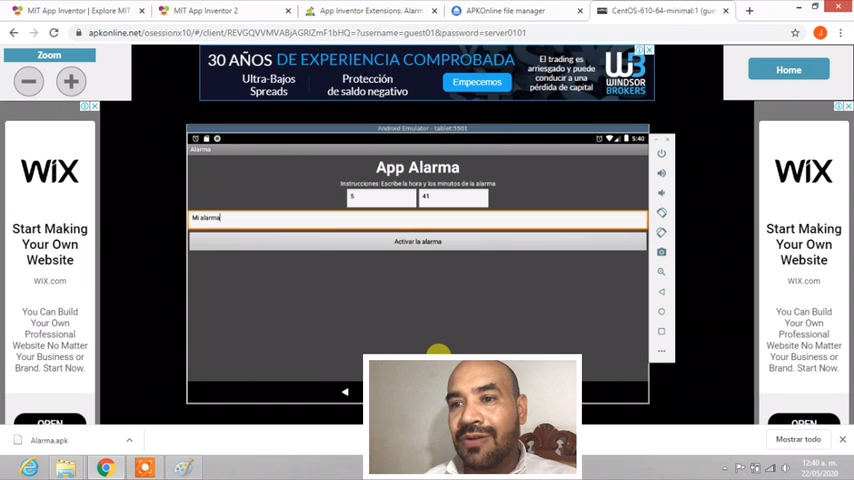 MIT App Inventor | Explore MIT
MIT App Inventor 2
App Inventor Extensions: Alarm
APKOnline file manager
CentOS-610-64-minimal:1 (gues
apkonline.net/osessionx10/#/client/REVGQVVMVABjAGRlZmF1bHQ=?username=guest01&password=server0101
Zoom
30 AÑOS DE EXPERIENCIA COMPROBADA
Ultra-Bajos
Spreads
Protección
de saldo negativo
Empecemos
El trading es
arriesgado y puede
conducir a una
pérdida de capital
WINDSOR
BROKERS
Home
WiX
Start Making
Your Own
Website
WIX.com
You Can Build
Your Own
Professional
Website No Matter
Your Business or
Brand. Start Now.
OPEN
Android Emulator - tablet:5501
5:40
Alarma
App Alarma
Instrucciones: Escribe la hora y los minutos de la alarma
5
41
Mi alarma
Activar la alarma
WiX
Start Making
Your Own
Website
WIX.com
You Can Build
Your Own
Professional
Website No Matter
Your Business or
Brand. Start Now.
OPEN
Alarma.apk
Mostrar todo
12:40 a. m.
22/05/2020